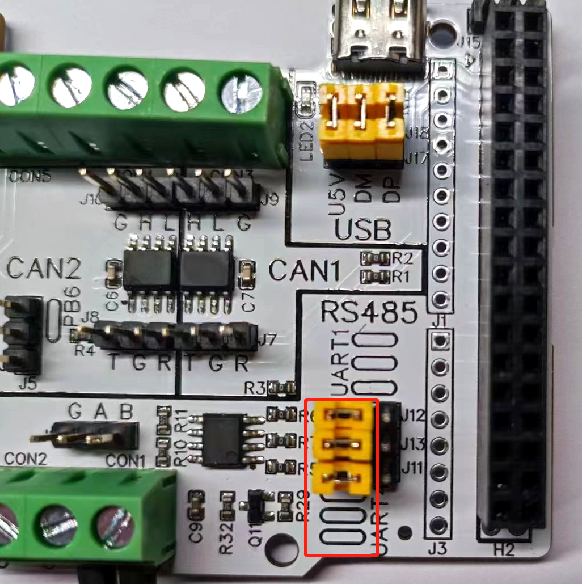 J15
LED2
J18
J17
CON5
CON3
J10
J9
G H L H L G
U5V
DM
DP
USB
CAN2
CAN1
R2
R1
C6
C7
PB6
RS485
J8
R4
T G R T G R
J7
UART1
J1
J5
R3
G A B
R11
R10
R6
J12
J13
J11
CON2
CON1
C9
R32
Q1
R29
UART
J3
H2